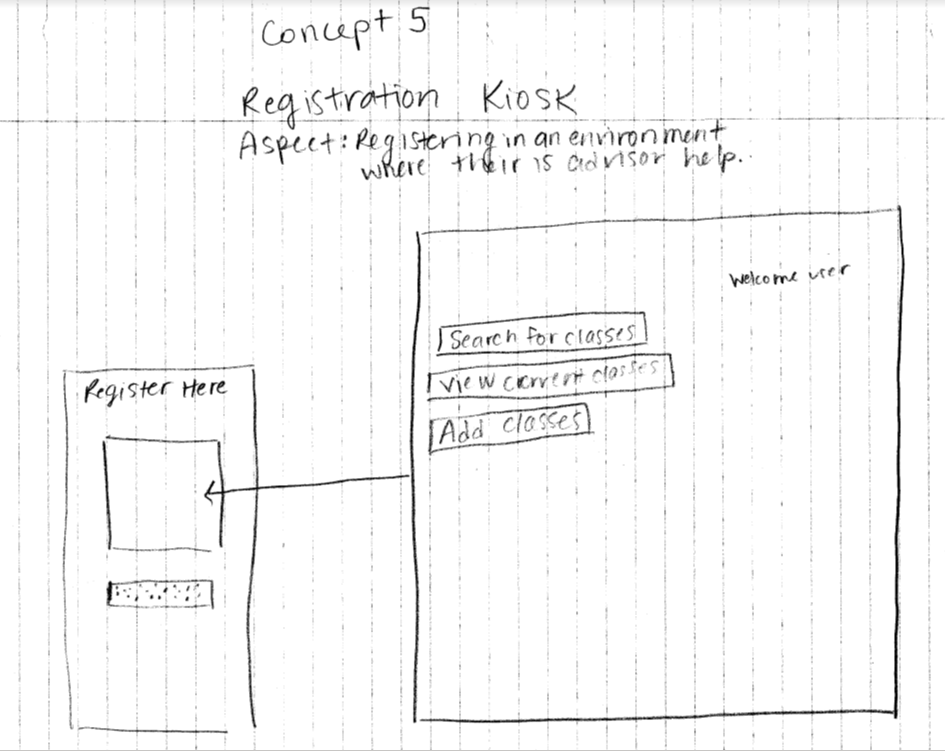 Concept 5
Registration Kiosk
Aspect: Registering in an environment
where their is advisor help.
Welcome user
Search for classes
View current classes
Register Here
Add classes